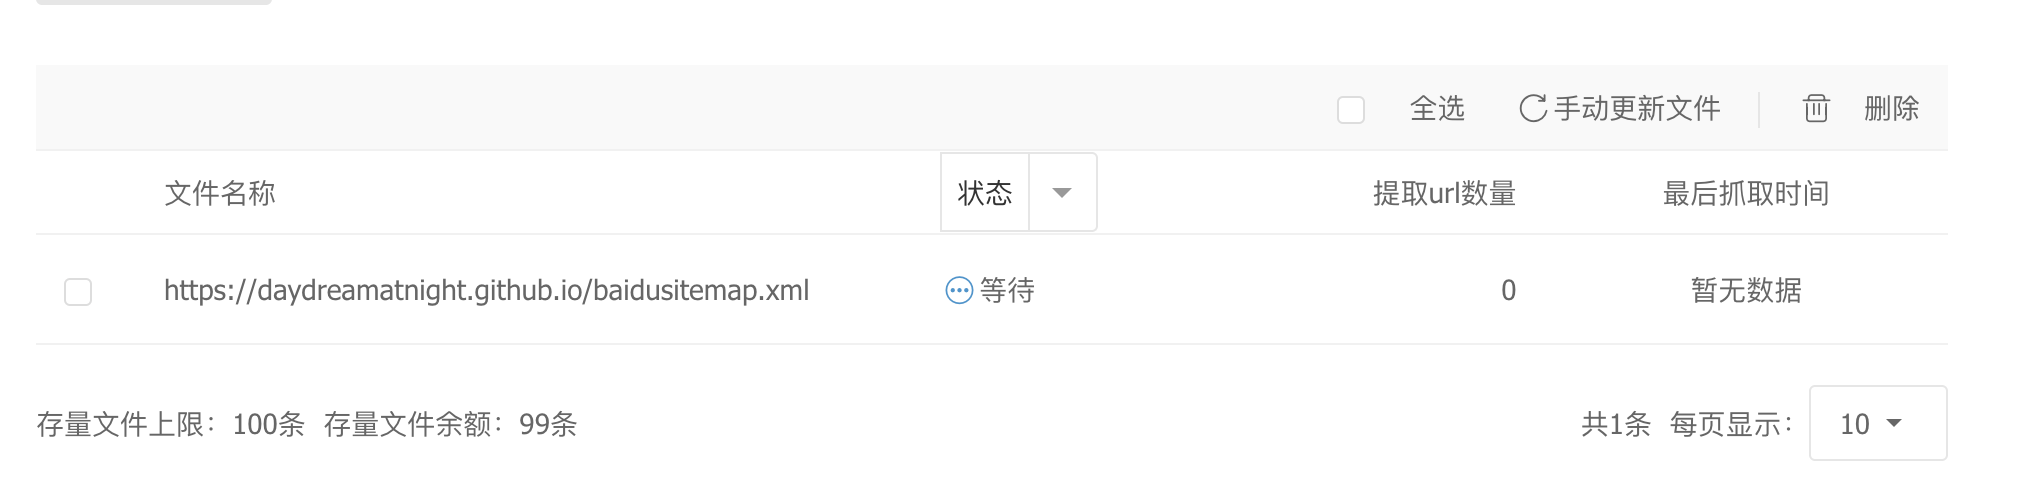 全选 手动更新文件 删除
文件名称 状态 提取url数量 最后抓取时间
https://daydreamatnight.github.io/baidusitemap.xml 等待 0 暂无数据
存量文件上限：100条 存量文件余额：99条 共1条 每页显示： 10